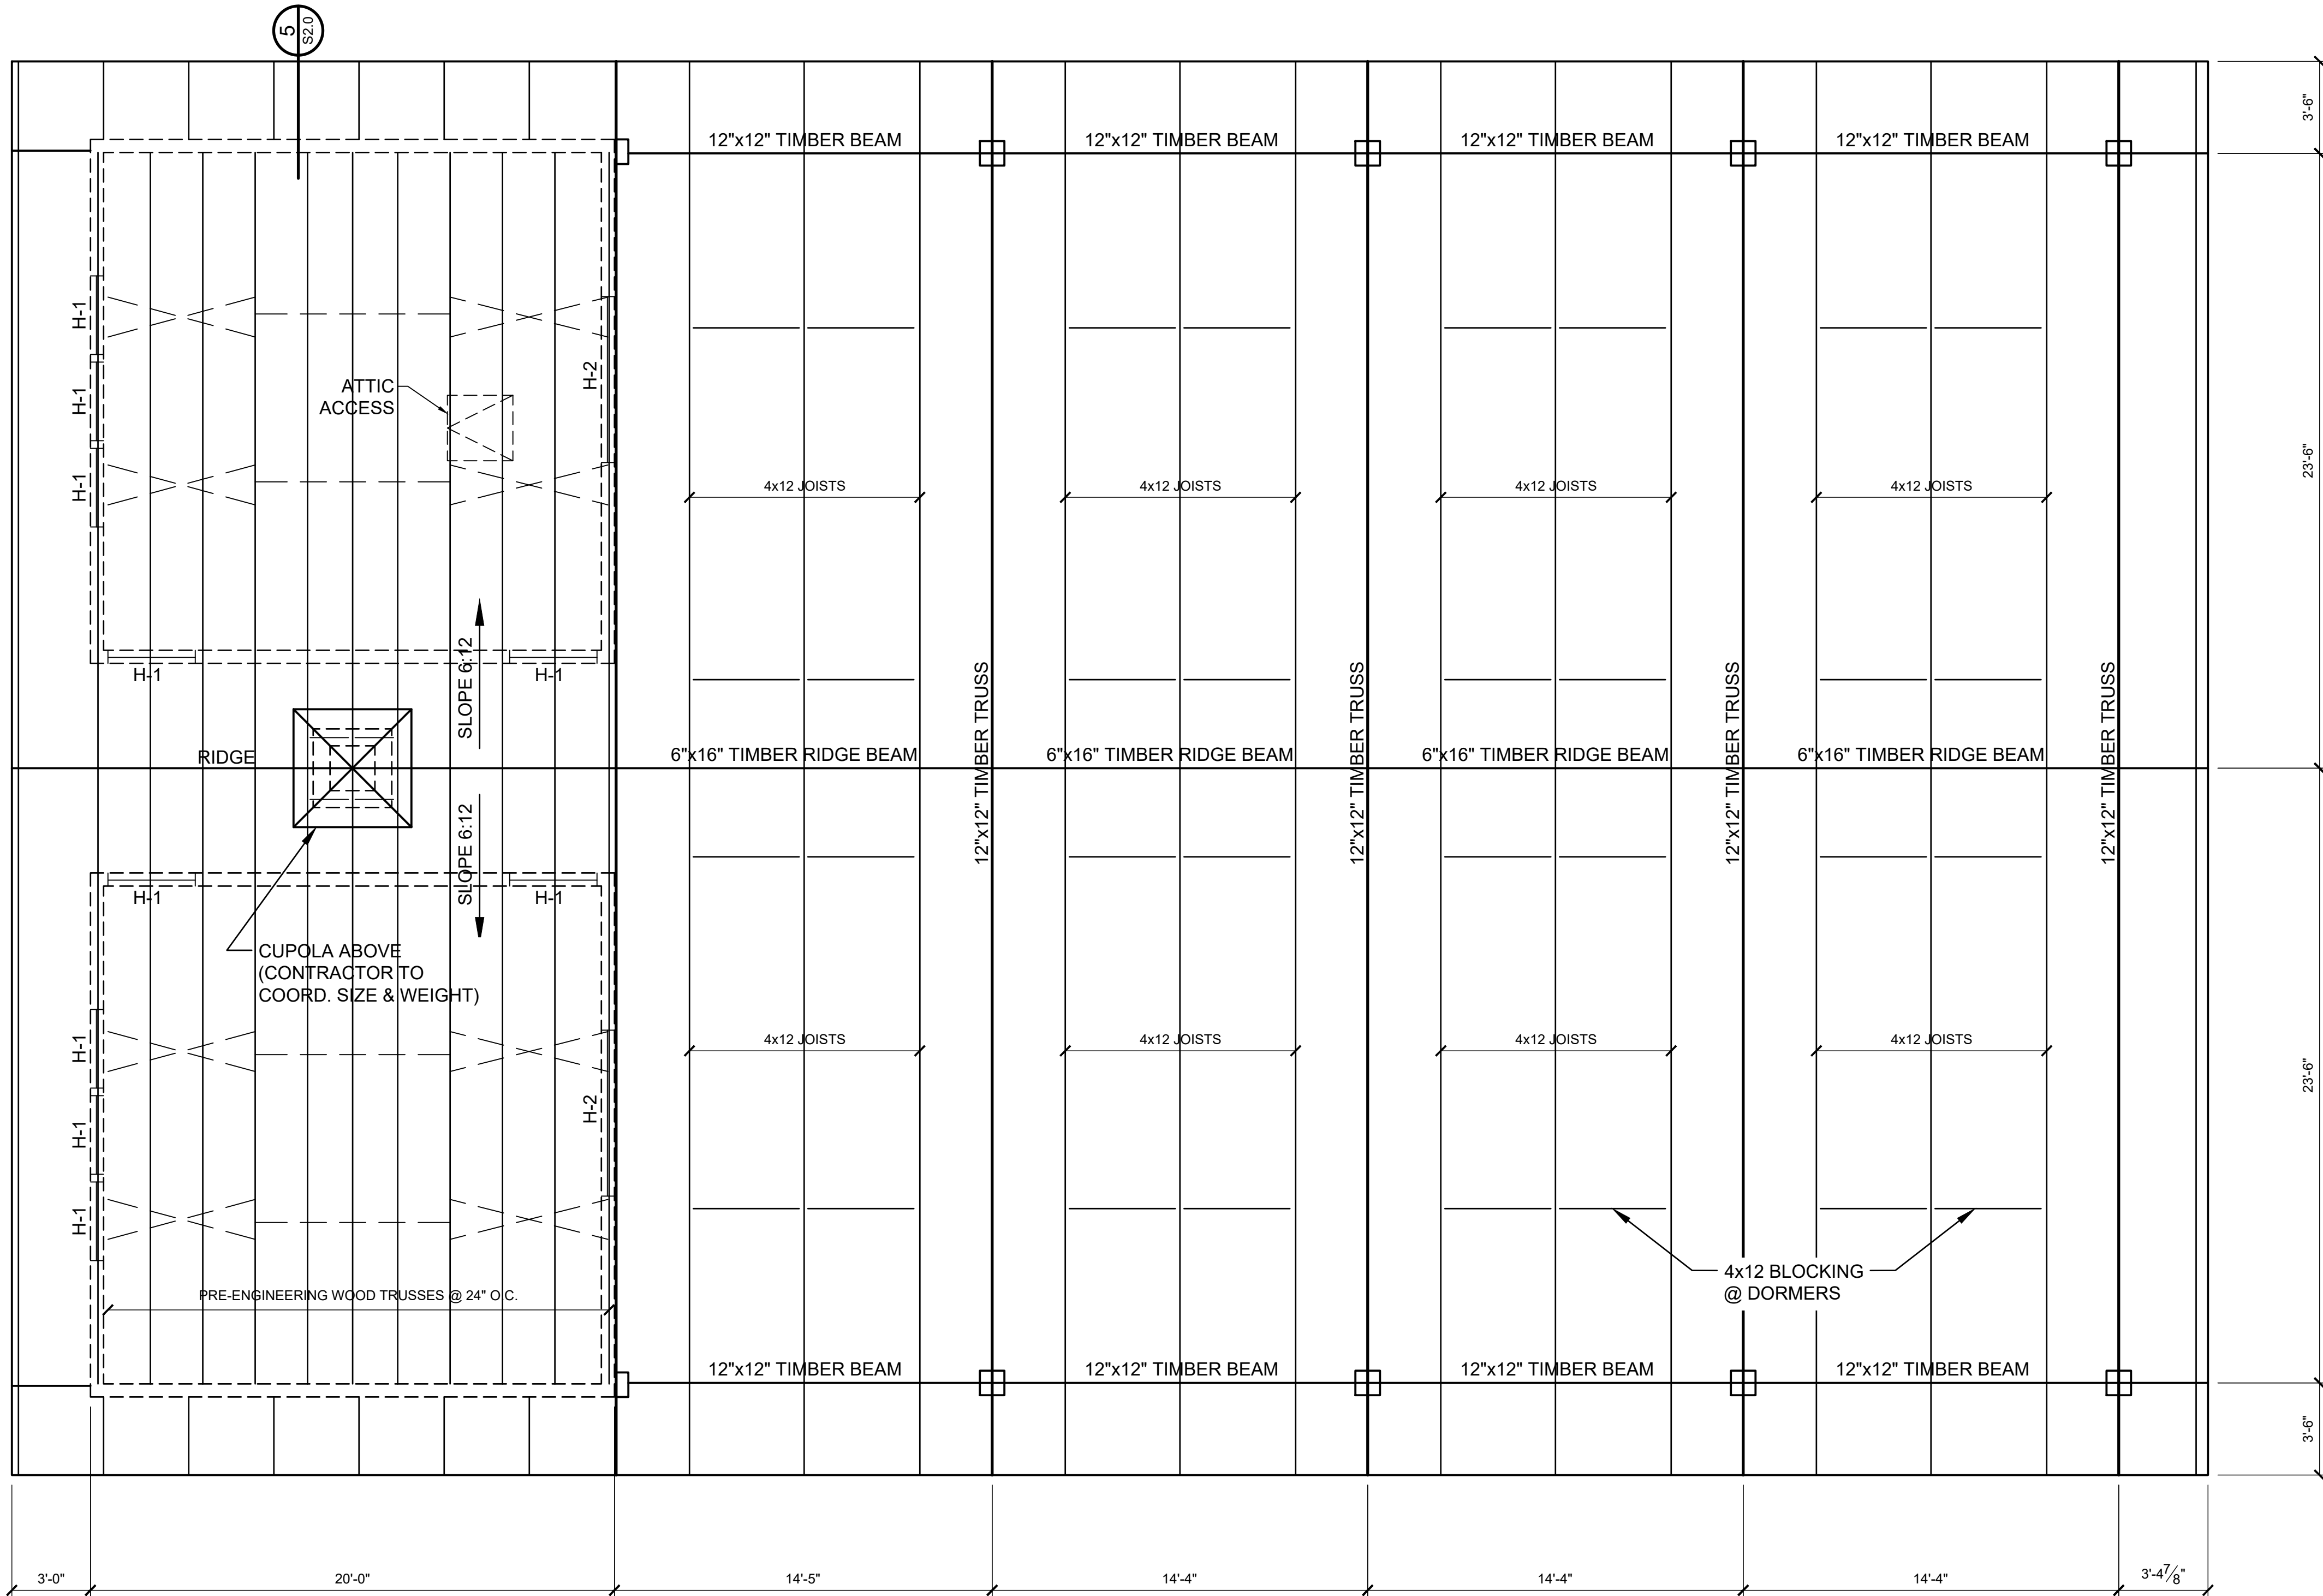 5
S2.0
3'-6"
12"x12" TIMBER BEAM
12"x12" TIMBER BEAM
12"x12" TIMBER BEAM
12"x12" TIMBER BEAM
H-1
H-1
H-1
ATTIC
ACCESS
H-2
23'-6"
4x12 JOISTS
4x12 JOISTS
4x12 JOISTS
4x12 JOISTS
H-1
H-1
SLOPE 6:12
RIDGE
6"x16" TIMBER RIDGE BEAM
12"x12" TIMBER TRUSS
6"x16" TIMBER RIDGE BEAM
12"x12" TIMBER TRUSS
6"x16" TIMBER RIDGE BEAM
12"x12" TIMBER TRUSS
6"x16" TIMBER RIDGE BEAM
12"x12" TIMBER TRUSS
SLOPE 6:12
H-1
H-1
CUPOLA ABOVE
(CONTRACTOR TO
COORD. SIZE & WEIGHT)
H-1
H-1
H-1
H-2
4x12 JOISTS
4x12 JOISTS
4x12 JOISTS
4x12 JOISTS
23'-6"
PRE-ENGINEERING WOOD TRUSSES @ 24" O.C.
4x12 BLOCKING
@ DORMERS
12"x12" TIMBER BEAM
12"x12" TIMBER BEAM
12"x12" TIMBER BEAM
12"x12" TIMBER BEAM
3'-6"
3'-0"
20'-0"
14'-5"
14'-4"
14'-4"
14'-4"
3'-4 7/8"